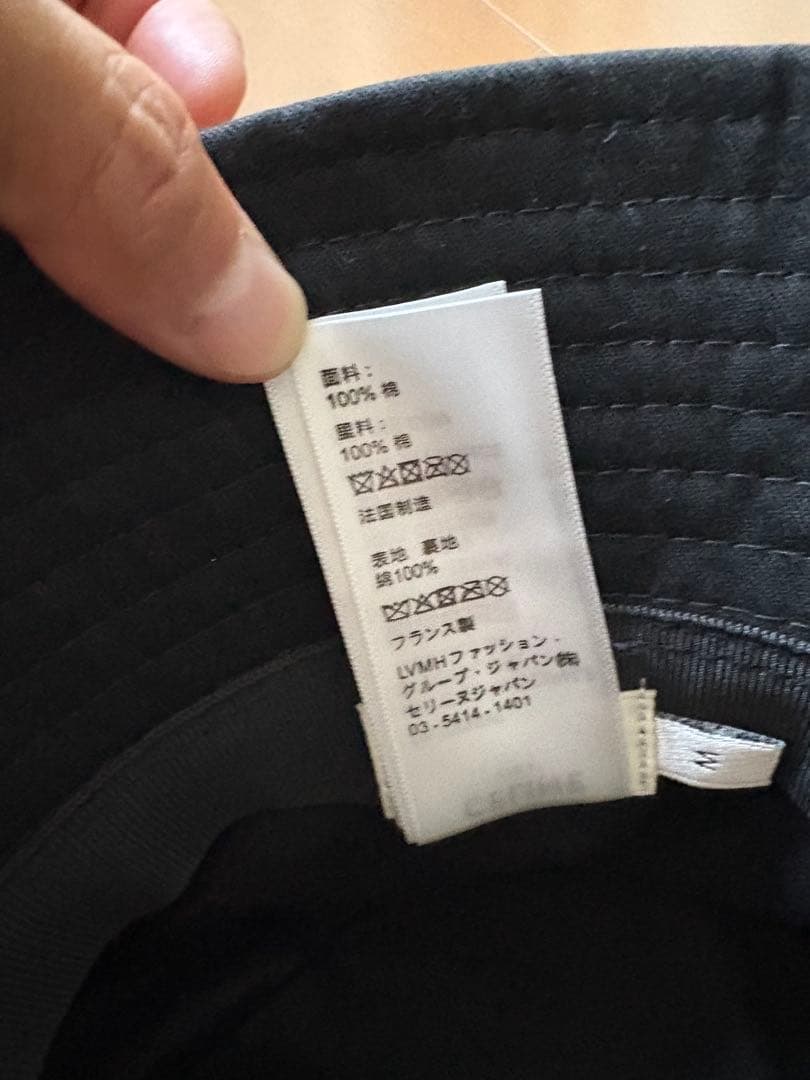 面料：
100% 棉
里料：
100% 棉
法国制造
表地 裏地
綿100%
フランス製
LVMHファッション・
グループ・ジャパン㈱
セリーヌジャパン
03-5414-1401
M